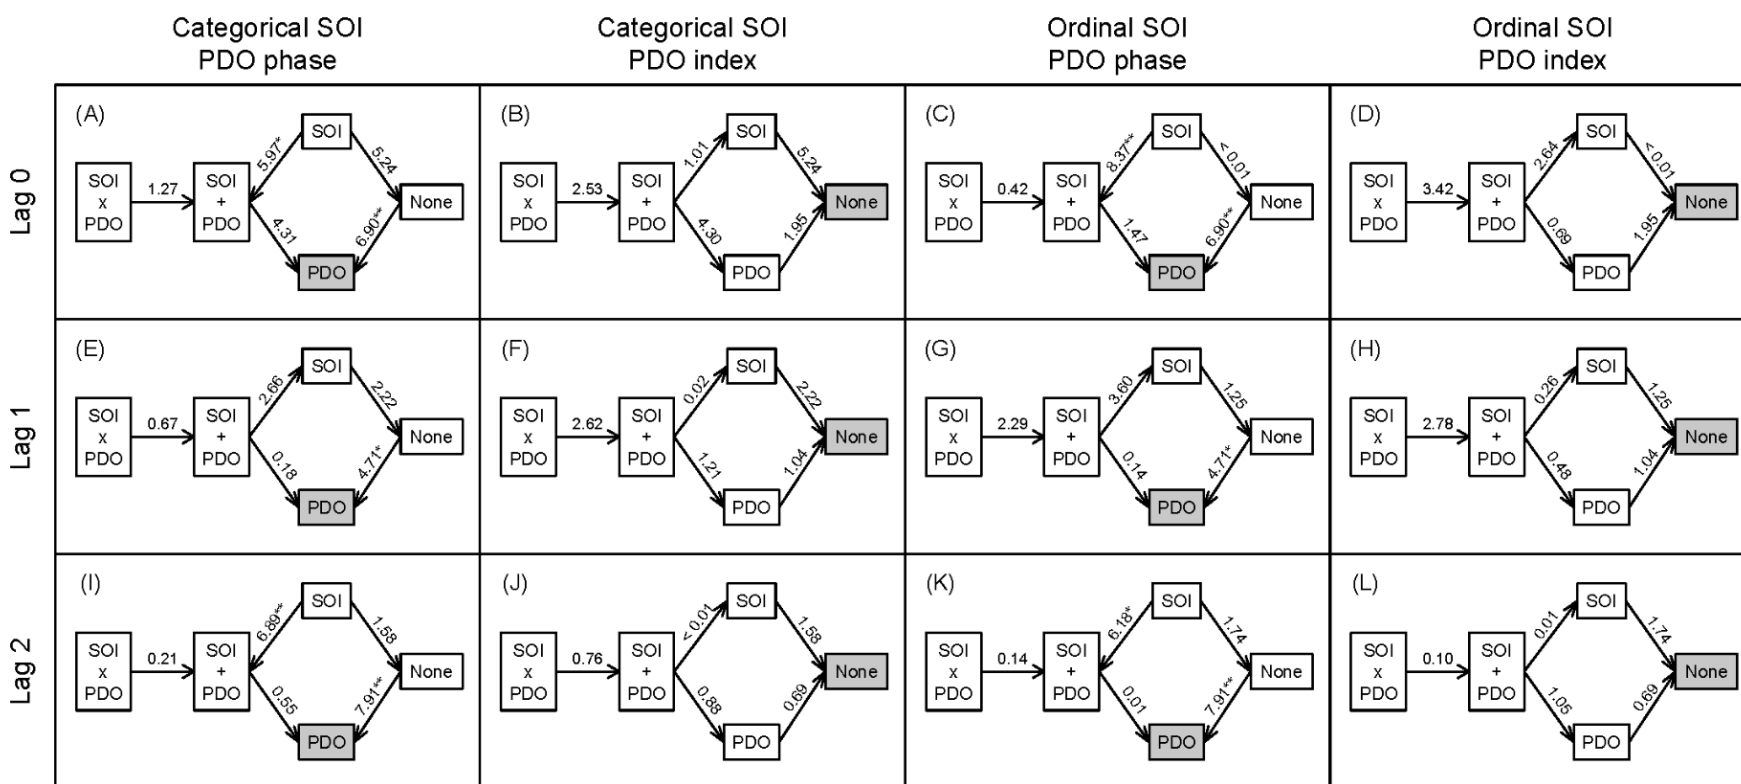 Categorical SOI
PDO phase
Categorical SOI
PDO index
Ordinal SOI
PDO phase
Ordinal SOI
PDO index
Lag 0
(A)
SOI
x
PDO
1.27
SOI
+
PDO
5.97*
SOI
5.24
None
4.31
6.90**
PDO
(B)
SOI
x
PDO
2.53
SOI
+
PDO
1.01
SOI
5.24
None
4.30
1.95
PDO
(C)
SOI
x
PDO
0.42
SOI
+
PDO
8.37**
SOI
< 0.01
None
1.47
6.90**
PDO
(D)
SOI
x
PDO
3.42
SOI
+
PDO
2.64
SOI
< 0.01
None
0.69
1.95
PDO
Lag 1
(E)
SOI
x
PDO
0.67
SOI
+
PDO
2.66
SOI
2.22
None
0.18
4.71*
PDO
(F)
SOI
x
PDO
2.62
SOI
+
PDO
0.02
SOI
2.22
None
1.21
1.04
PDO
(G)
SOI
x
PDO
2.29
SOI
+
PDO
3.60
SOI
1.25
None
0.14
4.71*
PDO
(H)
SOI
x
PDO
2.78
SOI
+
PDO
0.26
SOI
1.25
None
0.48
1.04
PDO
Lag 2
(I)
SOI
x
PDO
0.21
SOI
+
PDO
6.89**
SOI
1.58
None
0.55
7.91**
PDO
(J)
SOI
x
PDO
0.76
SOI
+
PDO
< 0.01
SOI
1.58
None
0.88
0.69
PDO
(K)
SOI
x
PDO
0.14
SOI
+
PDO
6.18*
SOI
1.74
None
0.01
7.91**
PDO
(L)
SOI
x
PDO
0.10
SOI
+
PDO
0.01
SOI
1.74
None
1.05
0.69
PDO